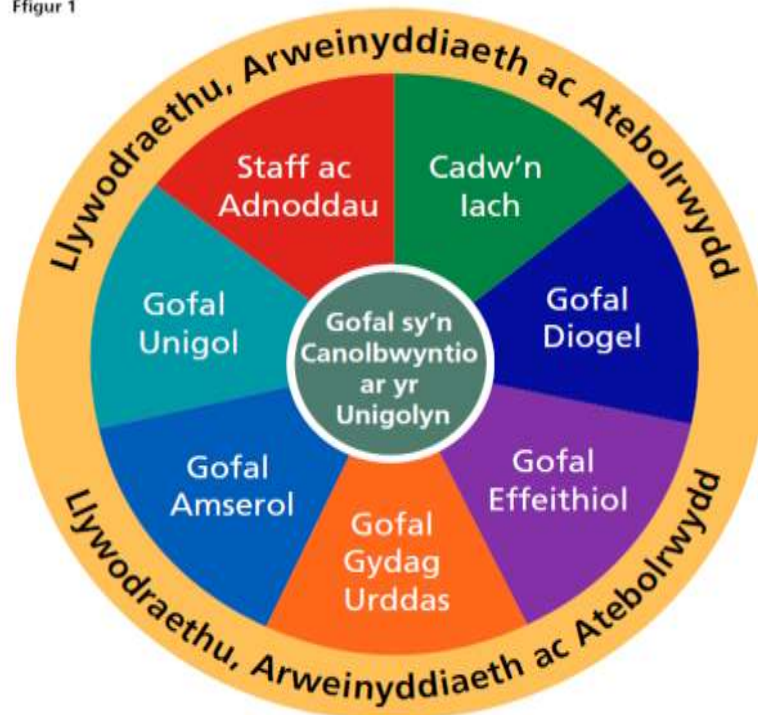 Ffigur 1
Llywodraethu, Arweinyddiaeth ac Atebolrwydd
Staff ac
Adnoddau
Cadw'n
Iach
Gofal
Unigol
Gofal
Diogel
Gofal sy'n
Canolbwyntio
ar yr
Unigolyn
Gofal
Amserol
Gofal
Effeithiol
Gofal
Gydag
Urddas
Llywodraethu, Arweinyddiaeth ac Atebolrwydd